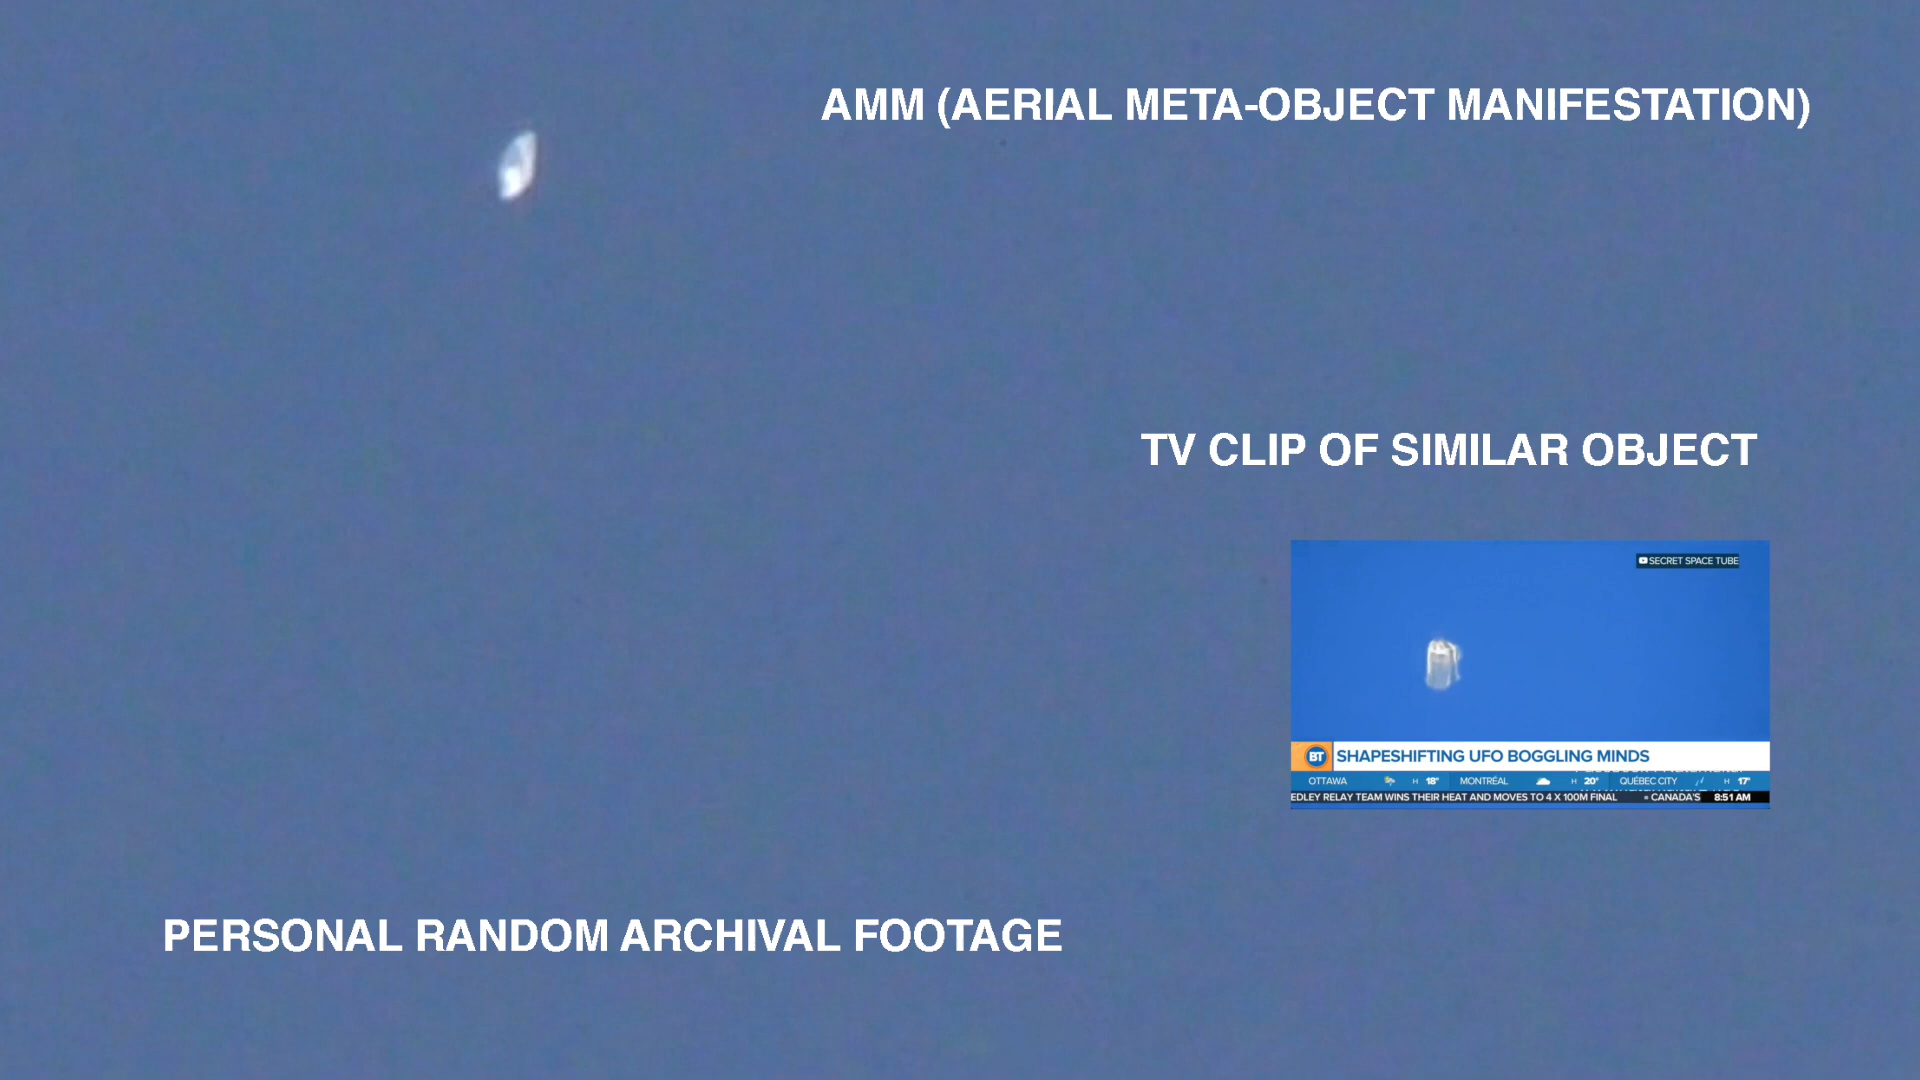 AMM (AERIAL META-OBJECT MANIFESTATION)
TV CLIP OF SIMILAR OBJECT
SECRET SPACE TUBE
BT SHAPESHIFTING UFO BOGGLING MINDS
OTTAWA H 18° MONTRÉAL H 20° QUÉBEC CITY H 17°
EDLEY RELAY TEAM WINS THEIR HEAT AND MOVES TO 4 X 100M FINAL CANADA'S 8:51 AM
PERSONAL RANDOM ARCHIVAL FOOTAGE